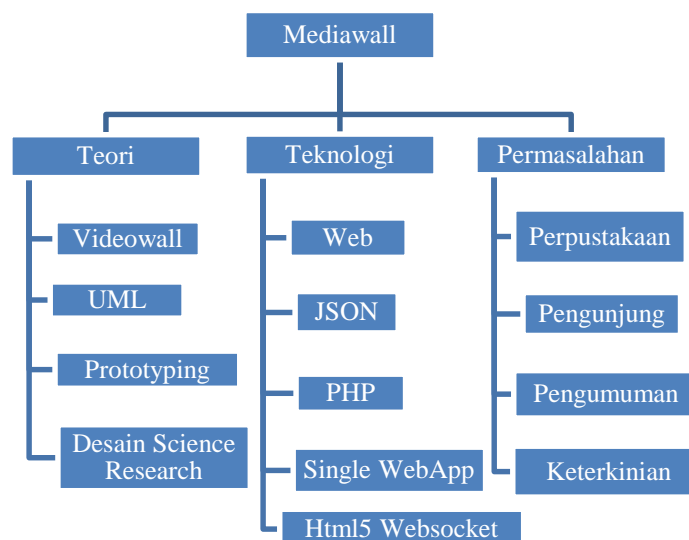 Mediawall
Teori
Videowall
UML
Prototyping
Desain Science
Research
Teknologi
Web
JSON
PHP
Single WebApp
Html5 Websocket
Permasalahan
Perpustakaan
Pengunjung
Pengumuman
Keterkinian